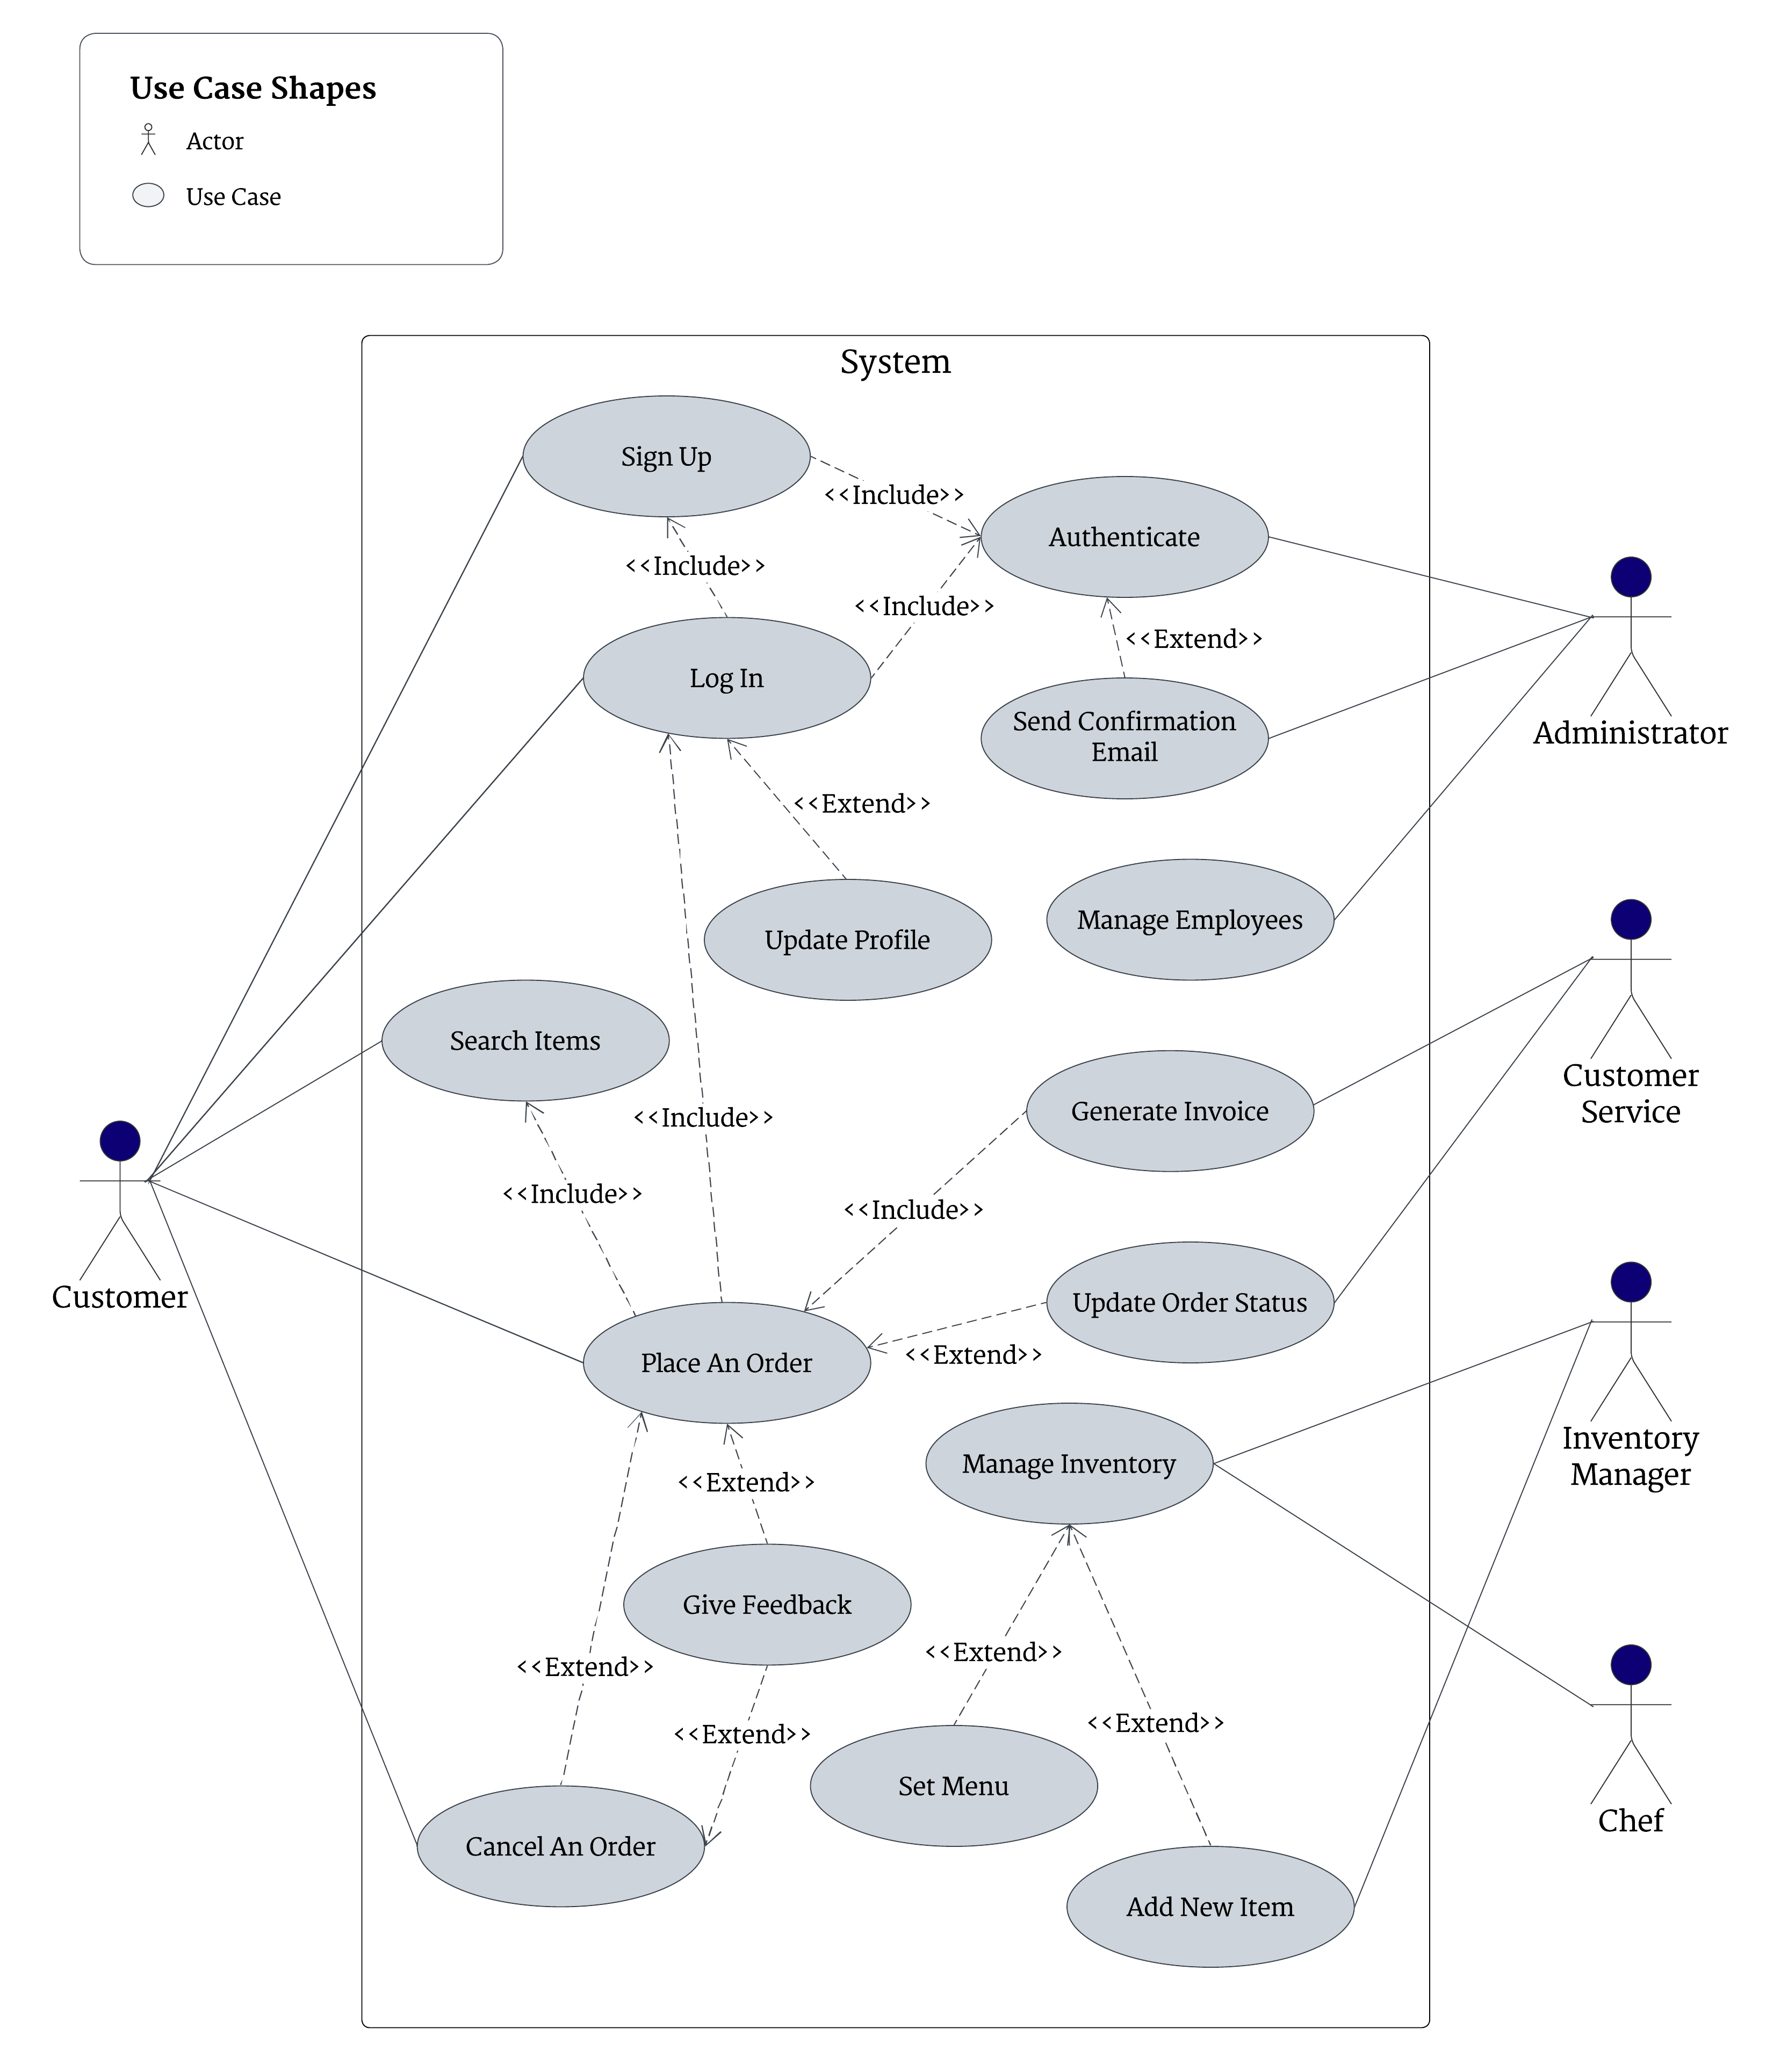 Use Case Shapes
Actor
Use Case
System
Sign Up
<<Include>>
Authenticate
<<Include>>
<<Include>>
<<Extend>>
Log In
Send Confirmation
Email
Administrator
<<Extend>>
Manage Employees
Update Profile
Search Items
Customer
Service
Generate Invoice
<<Include>>
<<Include>>
<<Include>>
Customer
Update Order Status
<<Extend>>
Place An Order
Inventory
Manager
Manage Inventory
<<Extend>>
Give Feedback
<<Extend>>
<<Extend>>
<<Extend>>
<<Extend>>
Set Menu
Chef
Cancel An Order
Add New Item